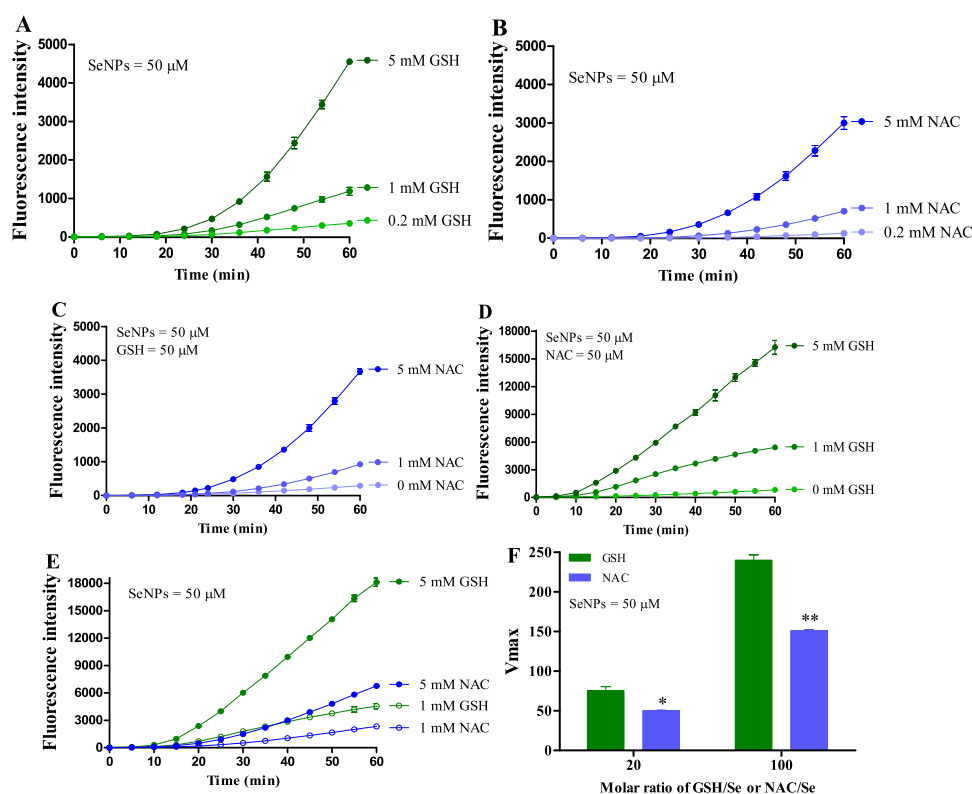 A
Fluorescence intensity
5000
4000
3000
2000
1000
0
SeNPs = 50 µM
5 mM GSH
1 mM GSH
0.2 mM GSH
0 10 20 30 40 50 60
Time (min)
B
Fluorescence intensity
5000
4000
3000
2000
1000
0
SeNPs = 50 µM
5 mM NAC
1 mM NAC
0.2 mM NAC
0 10 20 30 40 50 60
Time (min)
C
Fluorescence intensity
5000
4000
3000
2000
1000
0
SeNPs = 50 µM
GSH = 50 µM
5 mM NAC
1 mM NAC
0 mM NAC
0 10 20 30 40 50 60
Time (min)
D
Fluorescence intensity
18000
15000
12000
9000
6000
3000
0
SeNPs = 50 µM
NAC = 50 µM
5 mM GSH
1 mM GSH
0 mM GSH
0 10 20 30 40 50 60
Time (min)
E
Fluorescence intensity
18000
15000
12000
9000
6000
3000
0
SeNPs = 50 µM
5 mM GSH
5 mM NAC
1 mM GSH
1 mM NAC
0 10 20 30 40 50 60
Time (min)
F
Vmax
250
200
150
100
50
0
GSH
NAC
SeNPs = 50 µM
*
**
20 100
Molar ratio of GSH/Se or NAC/Se